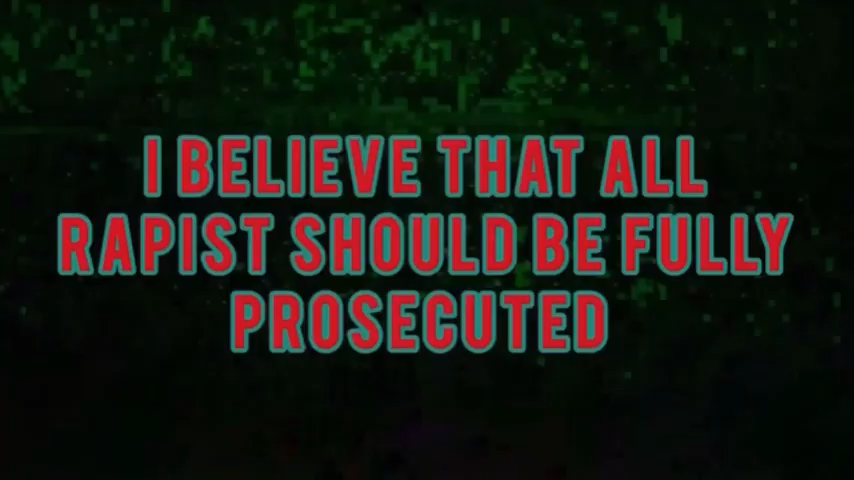 I BELIEVE THAT ALL
RAPIST SHOULD BE FULLY
PROSECUTED